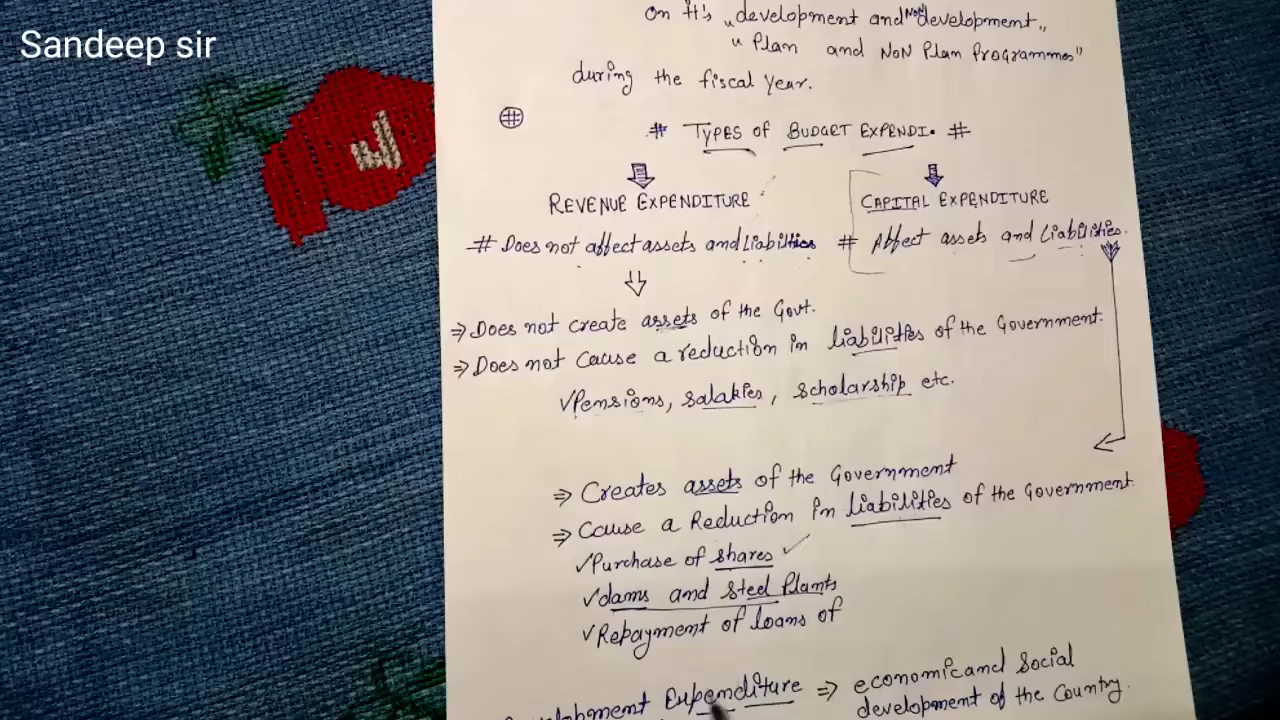 Sandeep sir
On it's "development and Non development"
"Plan and Non Plan Programmes"
during the fiscal year.
# TYPES OF BUDGET EXPENDI. #
REVENUE EXPENDITURE
CAPITAL EXPENDITURE
# Does not affect assets and liabilties
# Affect assets and liabilities.
⇒ Does not create assets of the Govt.
⇒ Does not cause a reduction in liabilities of the Government.
✓Pensions, salaries, scholarship etc.
⇒ Creates assets of the Government
⇒ Cause a Reduction in liabilities of the Government
✓Purchase of shares ✓
✓dams and steel Plants
✓Repayment of loans of
Expenditure ⇒ economic and social
development of the Country.